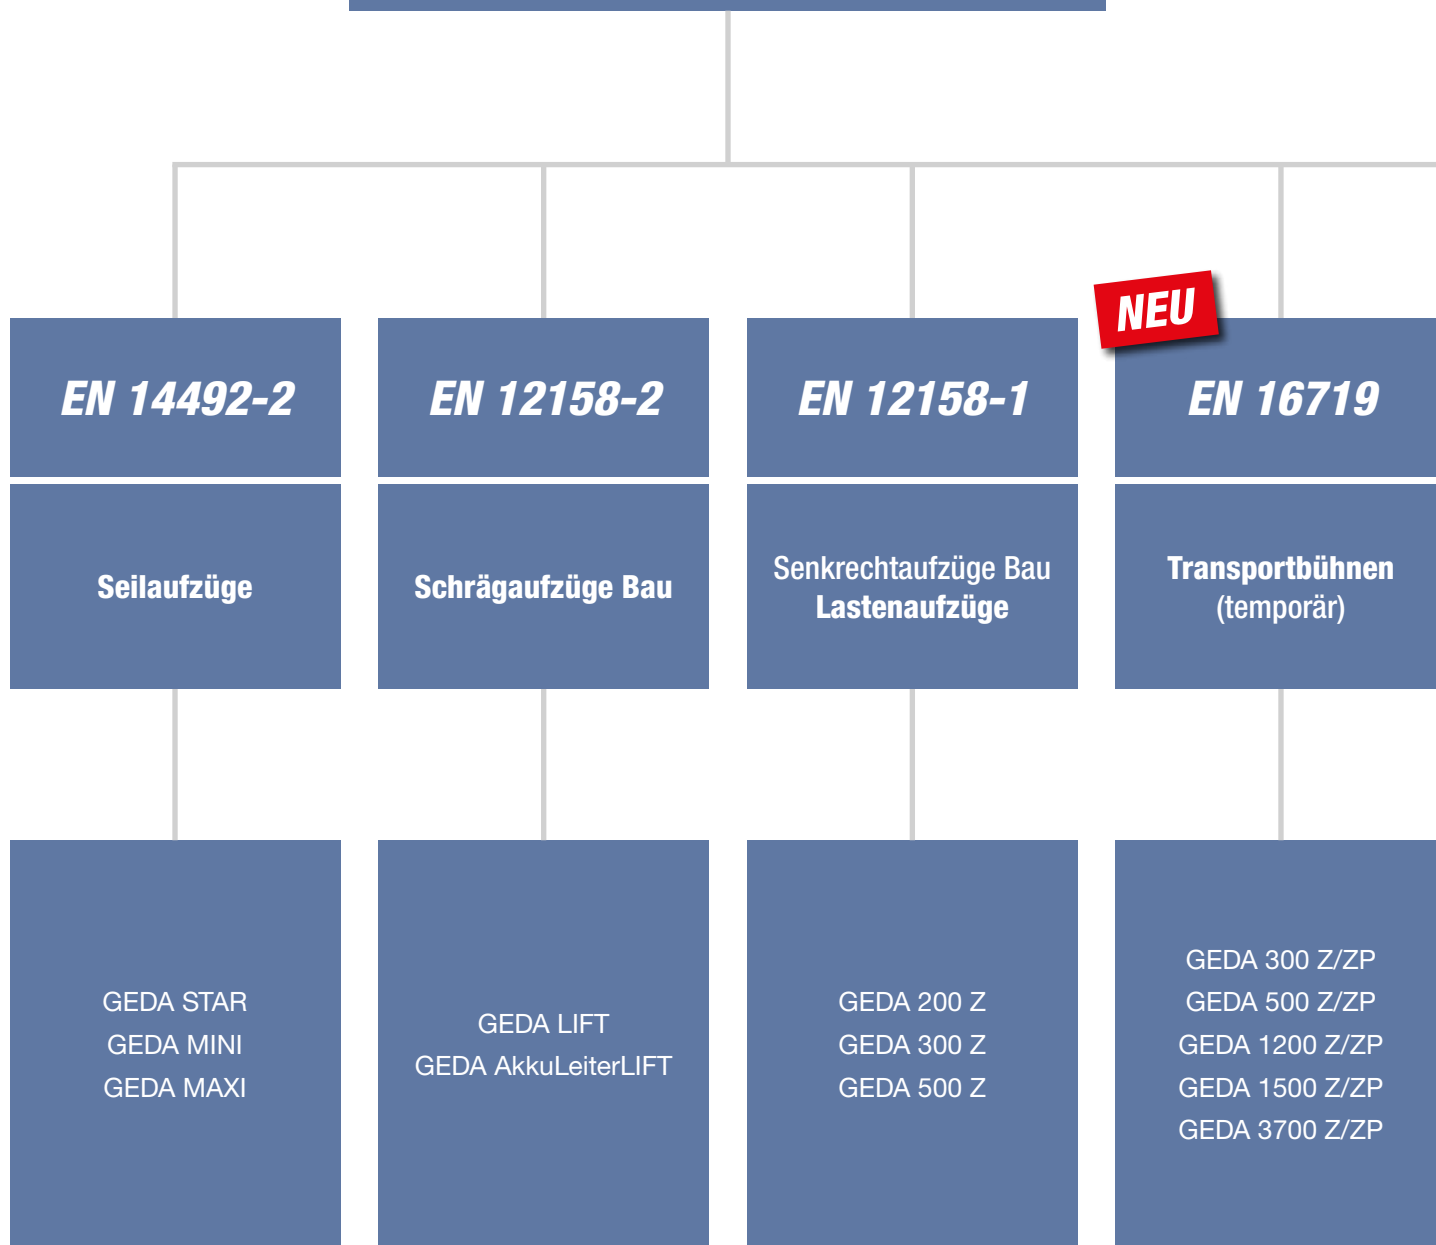 NEU
EN 14492-2
EN 12158-2
EN 12158-1
EN 16719
Seilaufzüge
Schrägaufzüge Bau
Senkrechtaufzüge Bau
Lastenaufzüge
Transportbühnen
(temporär)
GEDA STAR
GEDA MINI
GEDA MAXI
GEDA LIFT
GEDA AkkuLeiterLIFT
GEDA 200 Z
GEDA 300 Z
GEDA 500 Z
GEDA 300 Z/ZP
GEDA 500 Z/ZP
GEDA 1200 Z/ZP
GEDA 1500 Z/ZP
GEDA 3700 Z/ZP